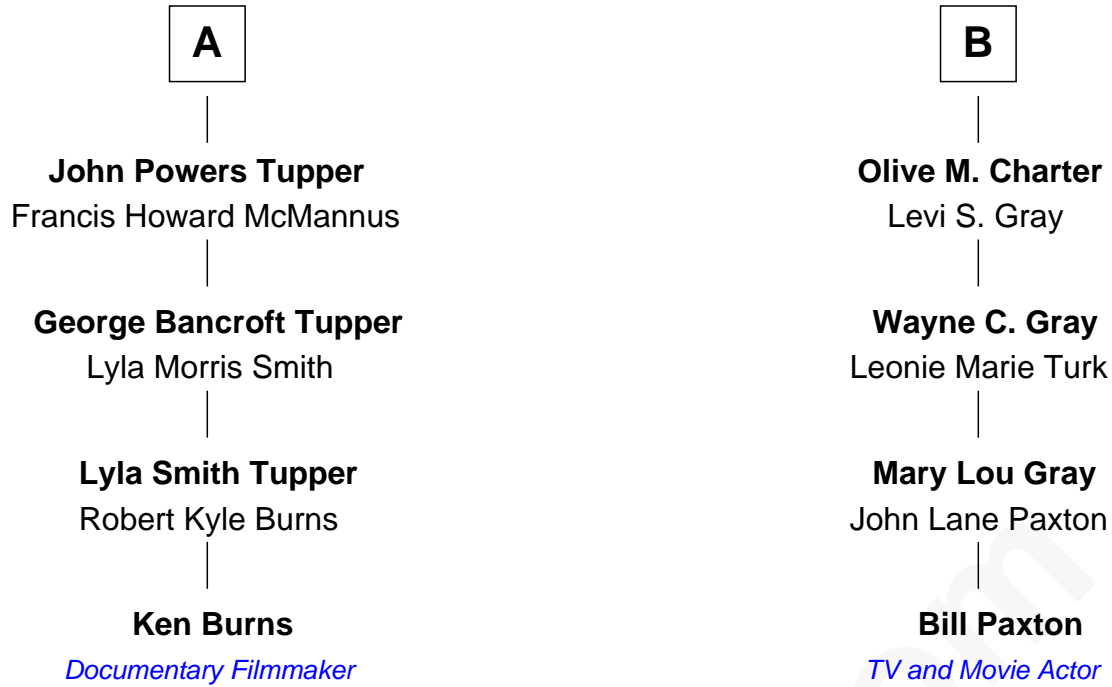 A
John Powers Tupper
Francis Howard McMannus
George Bancroft Tupper
Lyla Morris Smith
Lyla Smith Tupper
Robert Kyle Burns
Ken Burns
Documentary Filmmaker
B
Olive M. Charter
Levi S. Gray
Wayne C. Gray
Leonie Marie Turk
Mary Lou Gray
John Lane Paxton
Bill Paxton
TV and Movie Actor